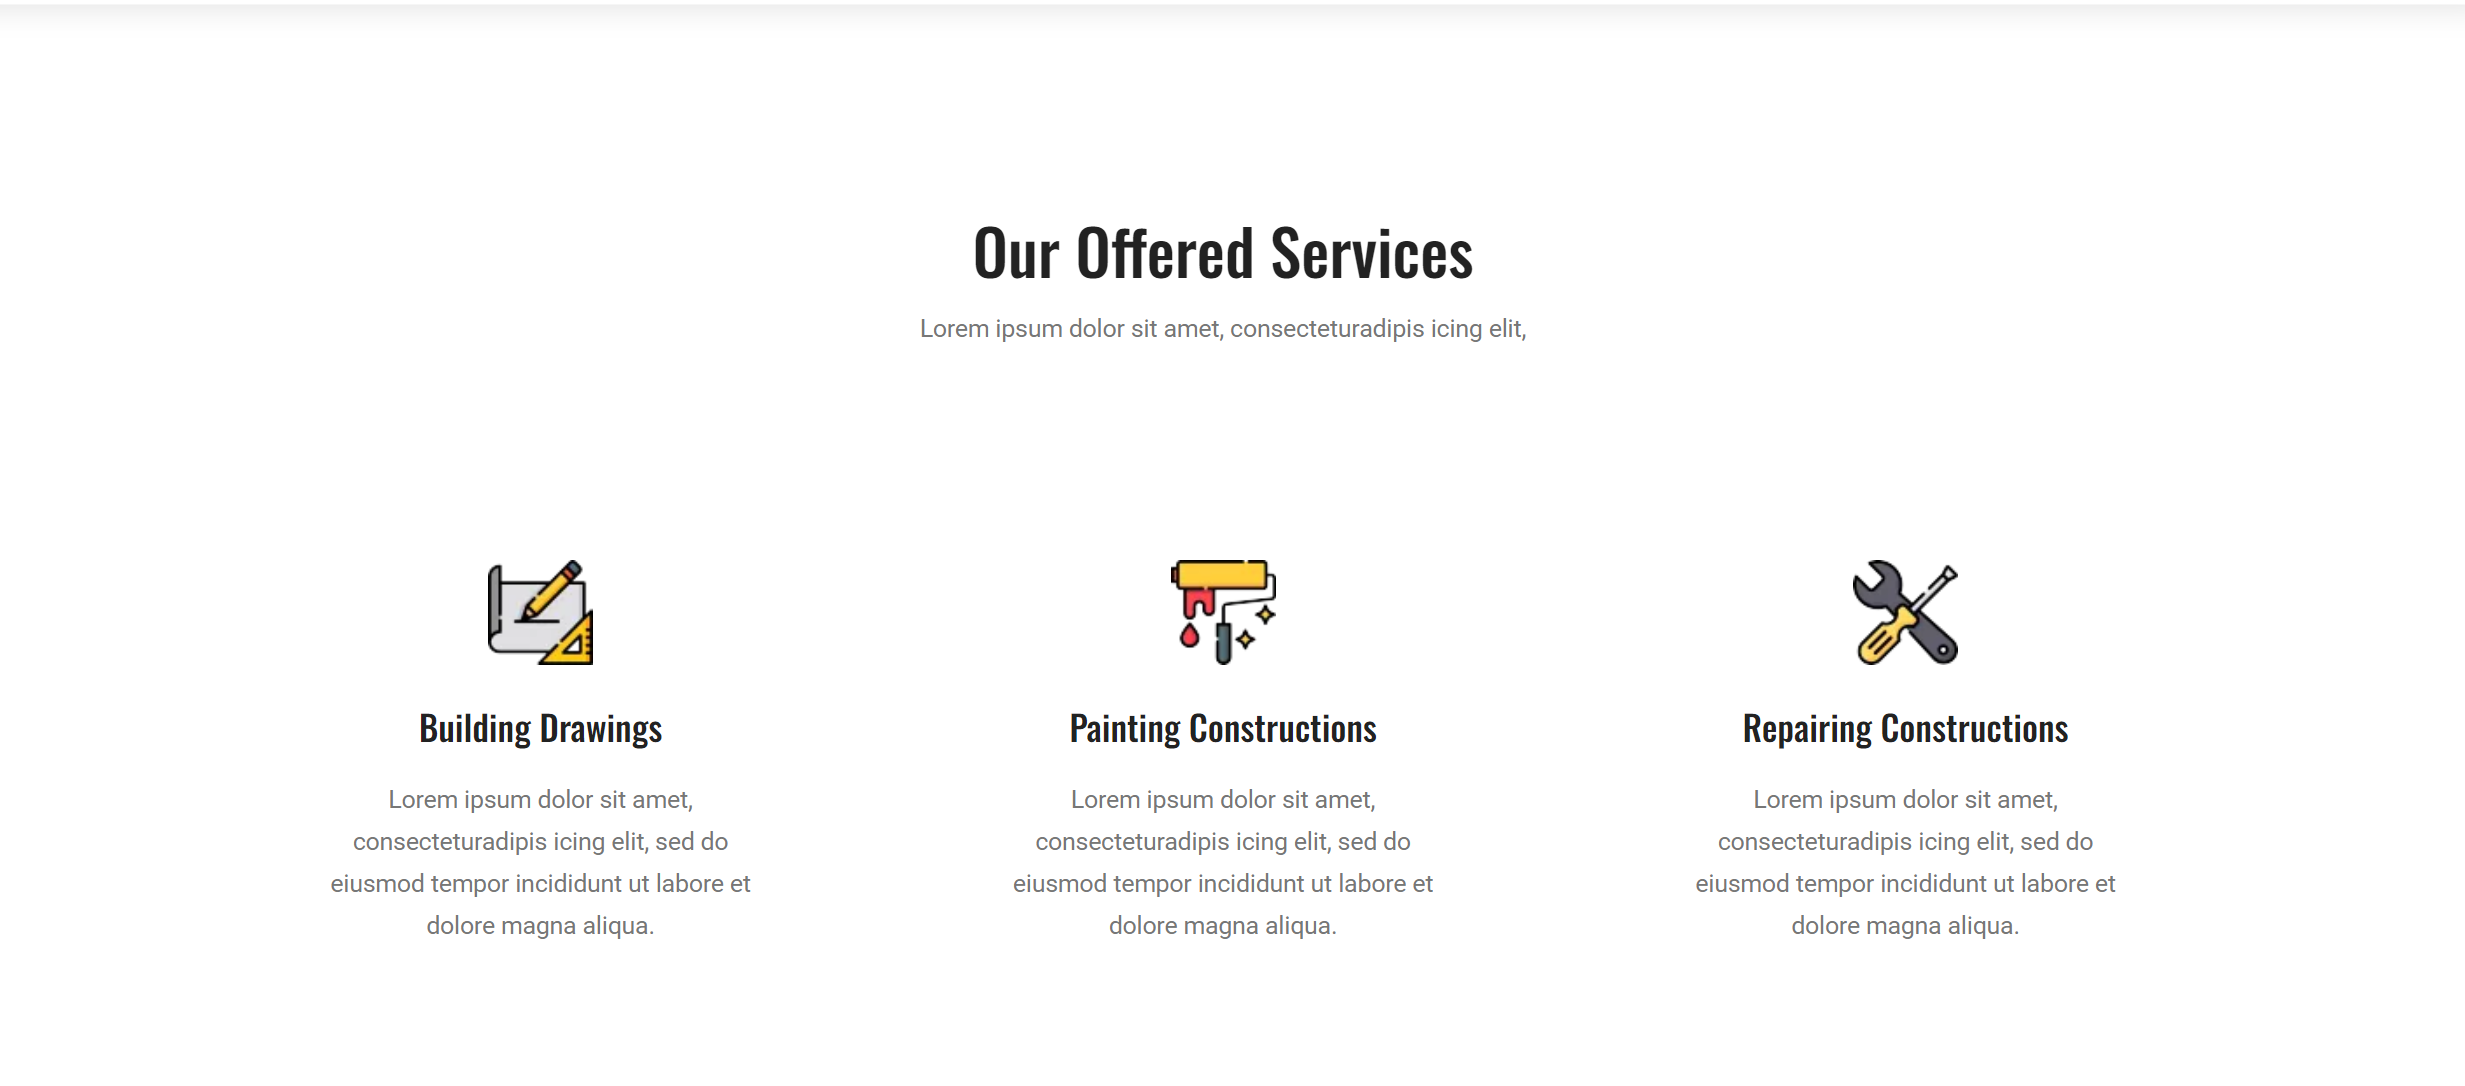 Our Offered Services
Lorem ipsum dolor sit amet, consecteturadipis icing elit,
Building Drawings
Lorem ipsum dolor sit amet,
consecteturadipis icing elit, sed do
eiusmod tempor incididunt ut labore et
dolore magna aliqua.
Painting Constructions
Lorem ipsum dolor sit amet,
consecteturadipis icing elit, sed do
eiusmod tempor incididunt ut labore et
dolore magna aliqua.
Repairing Constructions
Lorem ipsum dolor sit amet,
consecteturadipis icing elit, sed do
eiusmod tempor incididunt ut labore et
dolore magna aliqua.